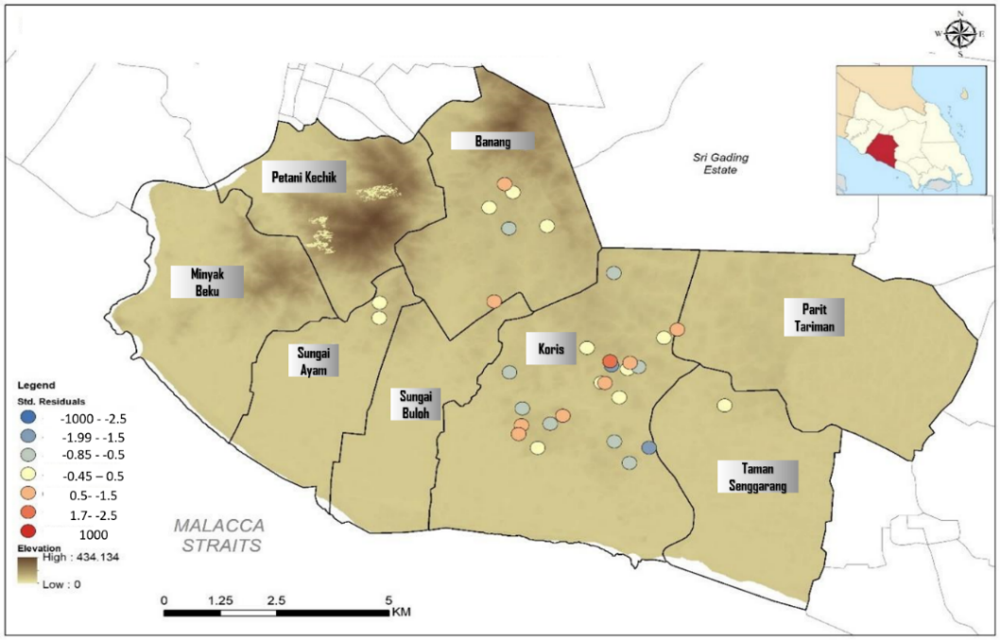 N
W E
S
Banang
Sri Gading
Estate
Petani Kechik
Minyak
Beku
Parit
Tariman
Koris
Sungai
Ayam
Sungai
Buloh
Taman
Senggarang
Legend
Std. Residuals
-1000 - -2.5
-1.99 - -1.5
-0.85 - -0.5
-0.45 – 0.5
0.5- -1.5
1.7- -2.5
1000
Elevation
High : 434.134
Low : 0
MALACCA
STRAITS
0 1.25 2.5 5
KM